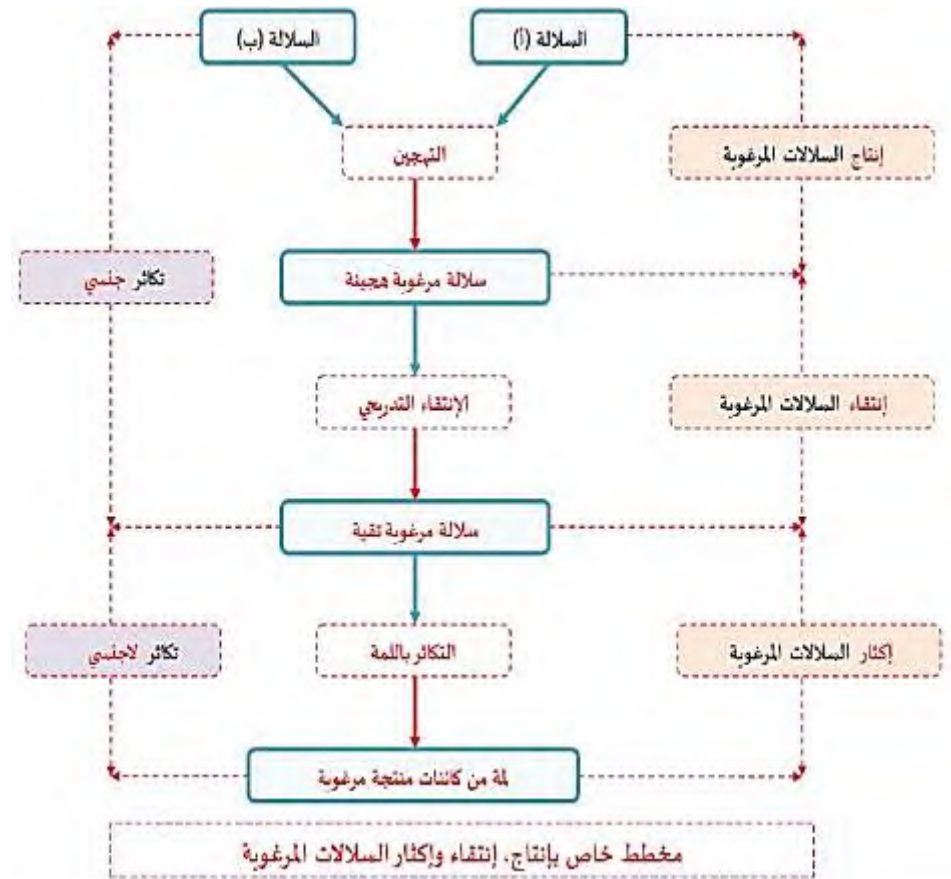 السلالة (أ)
السلالة (ب)
التهجين
إنتاج السلالات المرغوبة
سلالة مرغوبة هجينة
تكاثر جنسي
الإنتقاء التدريجي
إنتقاء السلالات المرغوبة
سلالة مرغوبة نقية
التكاثر باللمة
إكثار السلالات المرغوبة
تكاثر لاجنسي
لمة من كائنات منتجة مرغوبة
مخطط خاص بإنتاج، إنتقاء وإكثار السلالات المرغوبة